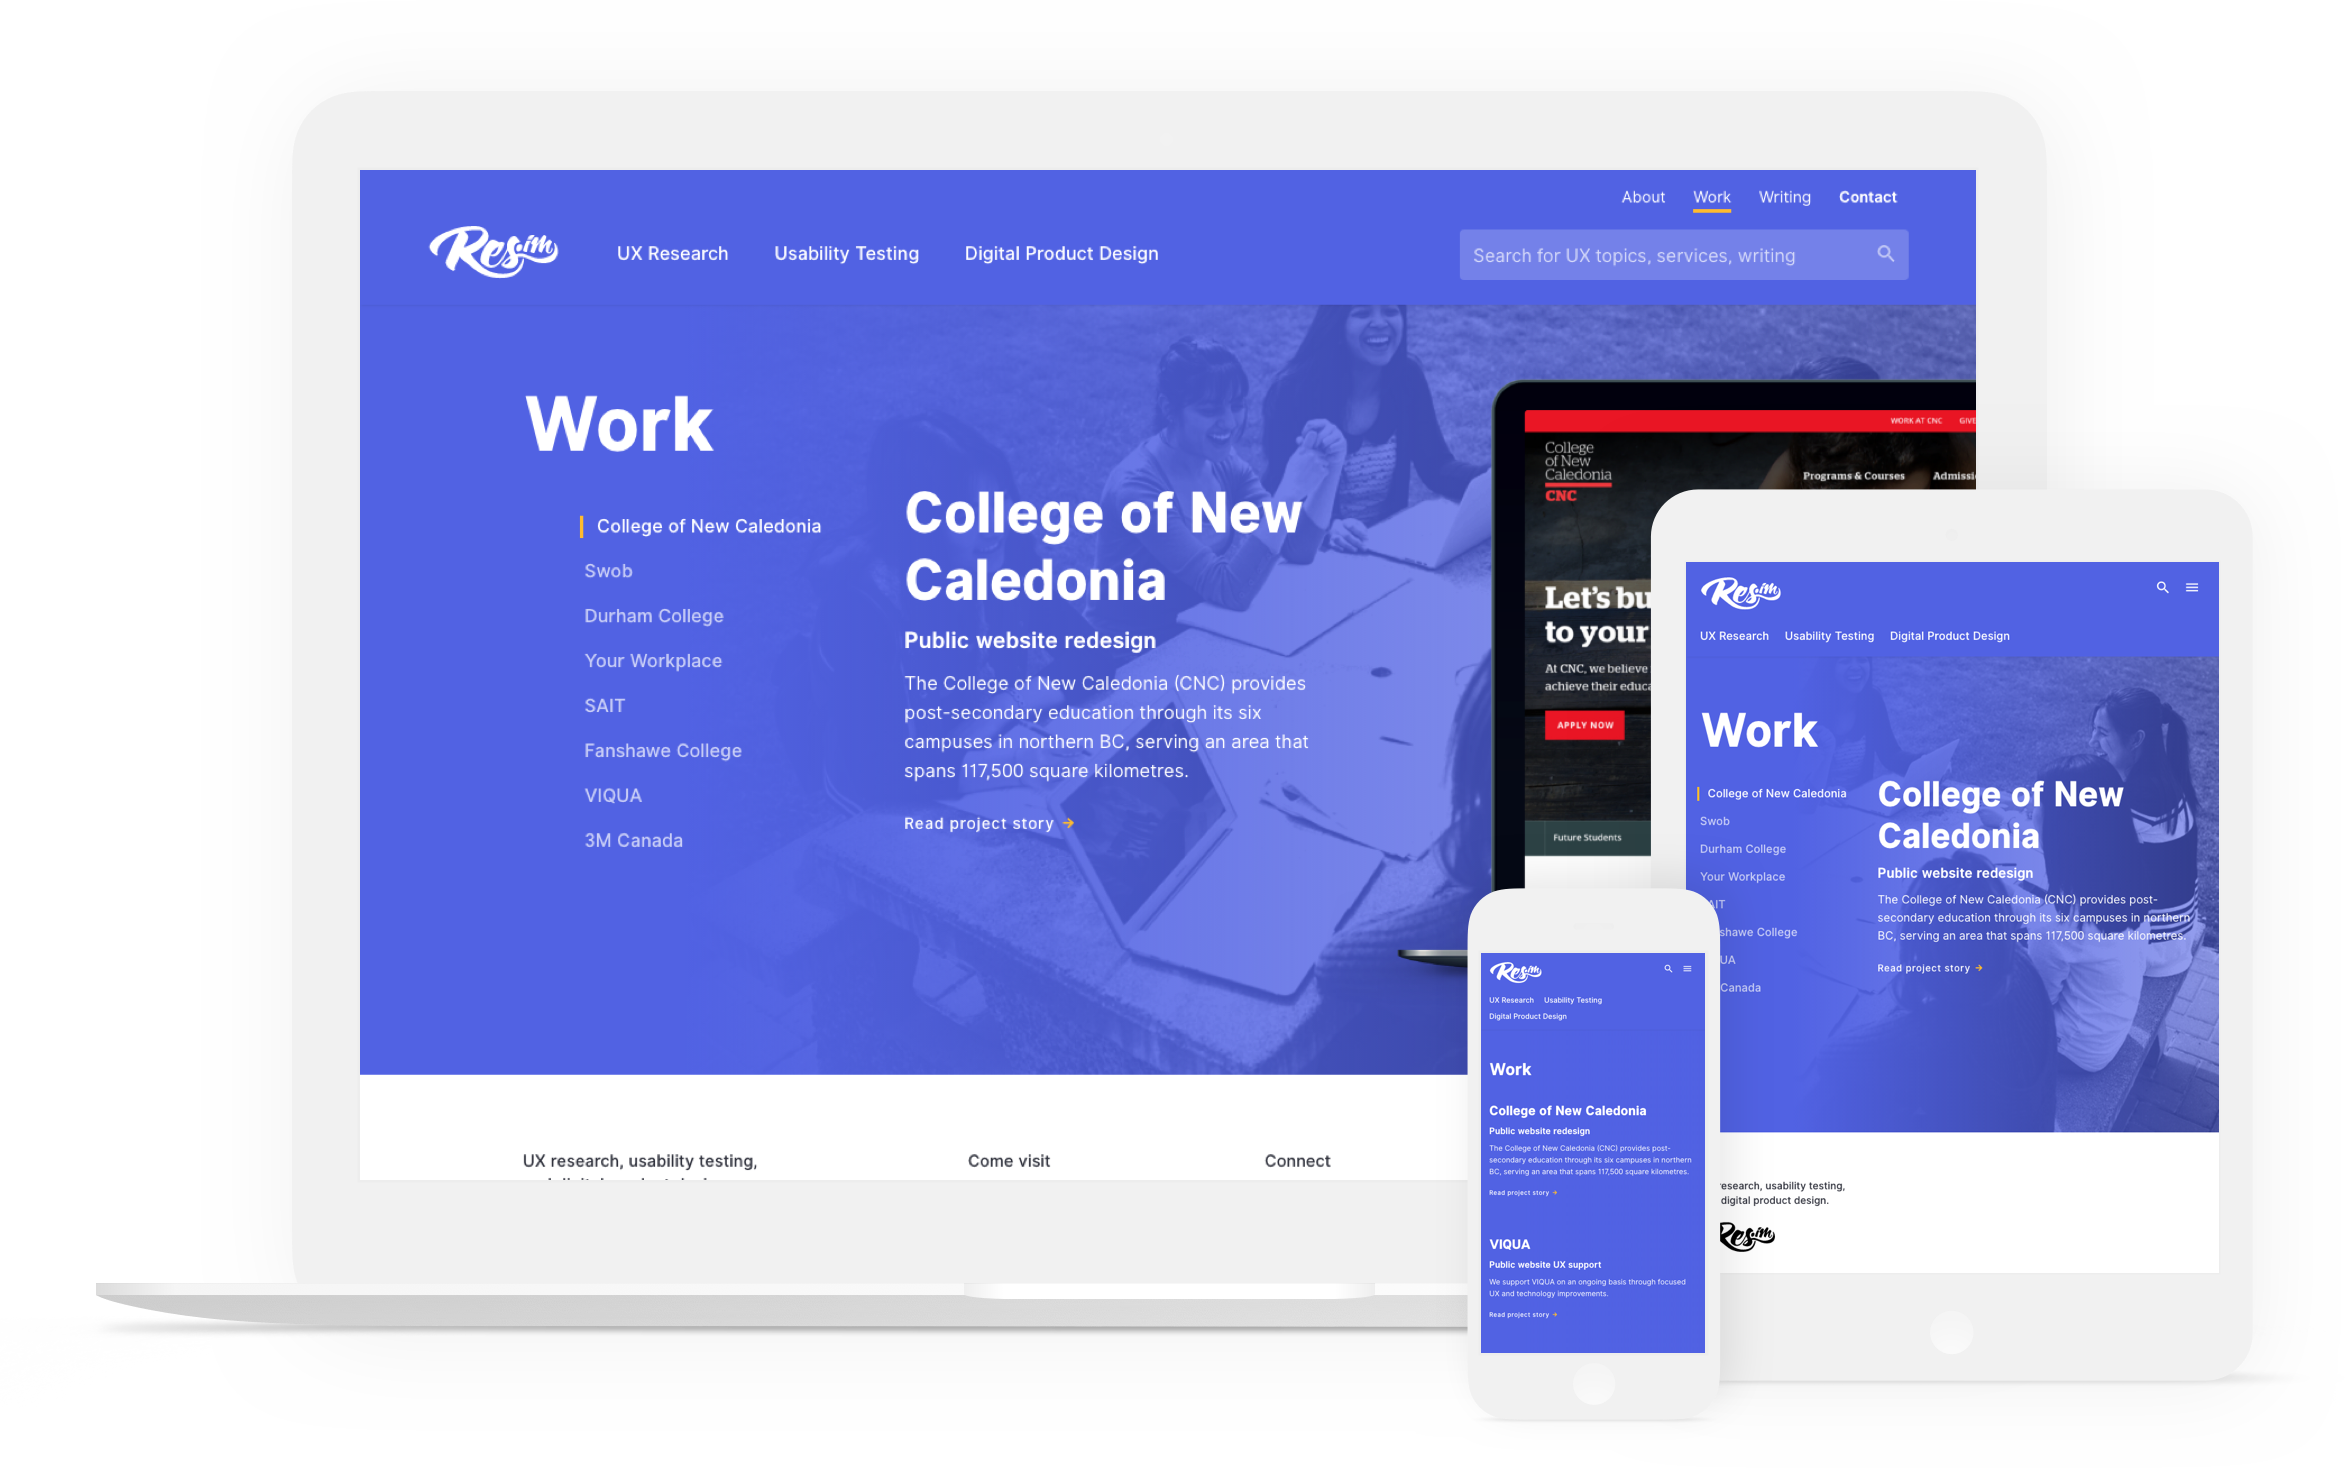 About Work Writing Contact
Res.im UX Research Usability Testing Digital Product Design
Search for UX topics, services, writing
Work
College of New Caledonia
Swob
Durham College
Your Workplace
SAIT
Fanshawe College
VIQUA
3M Canada
College of New
Caledonia
Public website redesign
The College of New Caledonia (CNC) provides
post-secondary education through its six
campuses in northern BC, serving an area that
spans 117,500 square kilometres.
Read project story →
WORK AT CNC GIVE
College
of New
Caledonia
CNC
Programs & Courses Admissi
Let's bu
to your
At CNC, we believe
achieve their educa
APPLY NOW
Future Students
UX research, usability testing,
Come visit
Connect
Res.im
UX Research Usability Testing Digital Product Design
Work
College of New Caledonia
Swob
Durham College
Your Workplace
AIT
shawe College
UA
Canada
College of New
Caledonia
Public website redesign
The College of New Caledonia (CNC) provides post-
secondary education through its six campuses in northern
BC, serving an area that spans 117,500 square kilometres.
Read project story →
esearch, usability testing,
digital product design.
Res.im
Res.im
UX Research Usability Testing
Digital Product Design
Work
College of New Caledonia
Public website redesign
The College of New Caledonia (CNC) provides post-
secondary education through its six campuses in northern
BC, serving an area that spans 117,500 square kilometres.
Read project story →
VIQUA
Public website UX support
We support VIQUA on an ongoing basis through focused
UX and technology improvements.
Read project story →